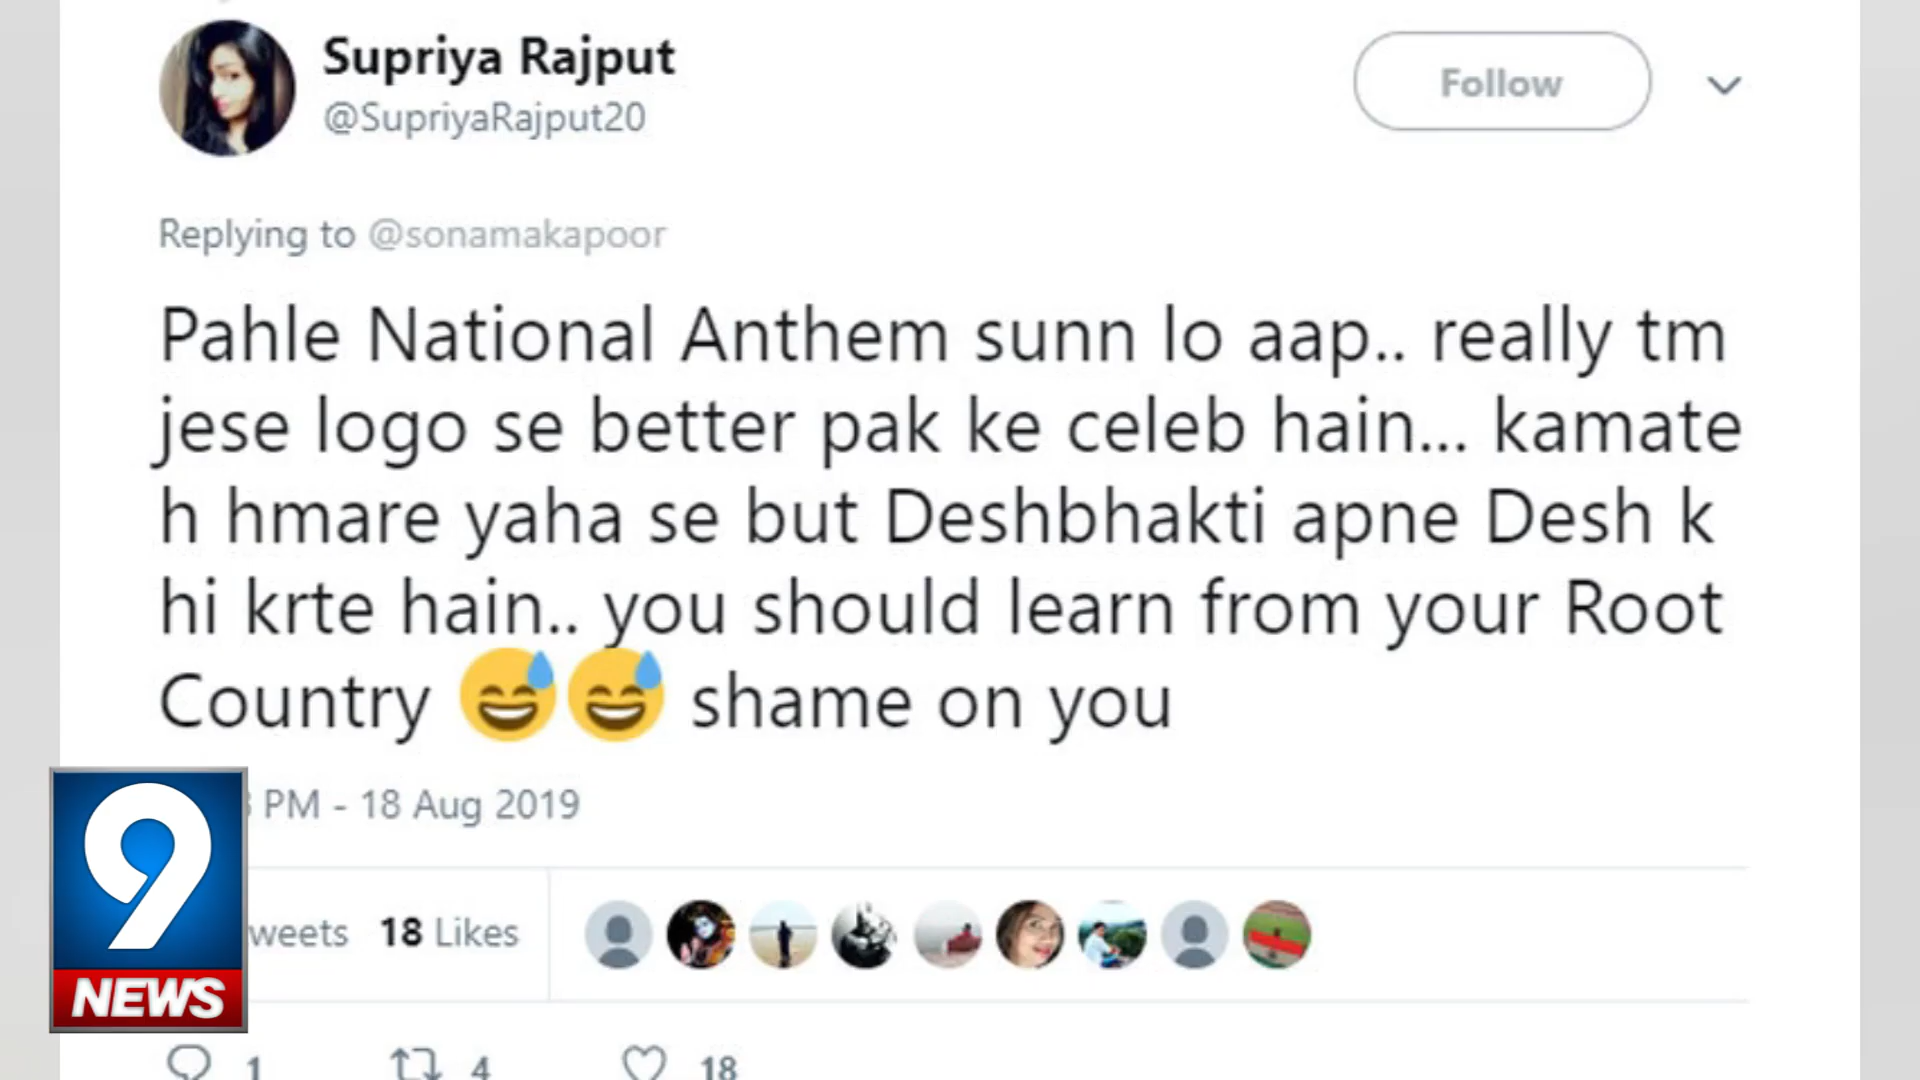 Supriya Rajput
@SupriyaRajput20
Follow
Replying to @sonamakapoor
Pahle National Anthem sunn lo aap.. really tm
jese logo se better pak ke celeb hain... kamate
h hmare yaha se but Deshbhakti apne Desh k
hi krte hain.. you should learn from your Root
Country 😅😅 shame on you
PM - 18 Aug 2019
weets 18 Likes
9
NEWS
1 4 18